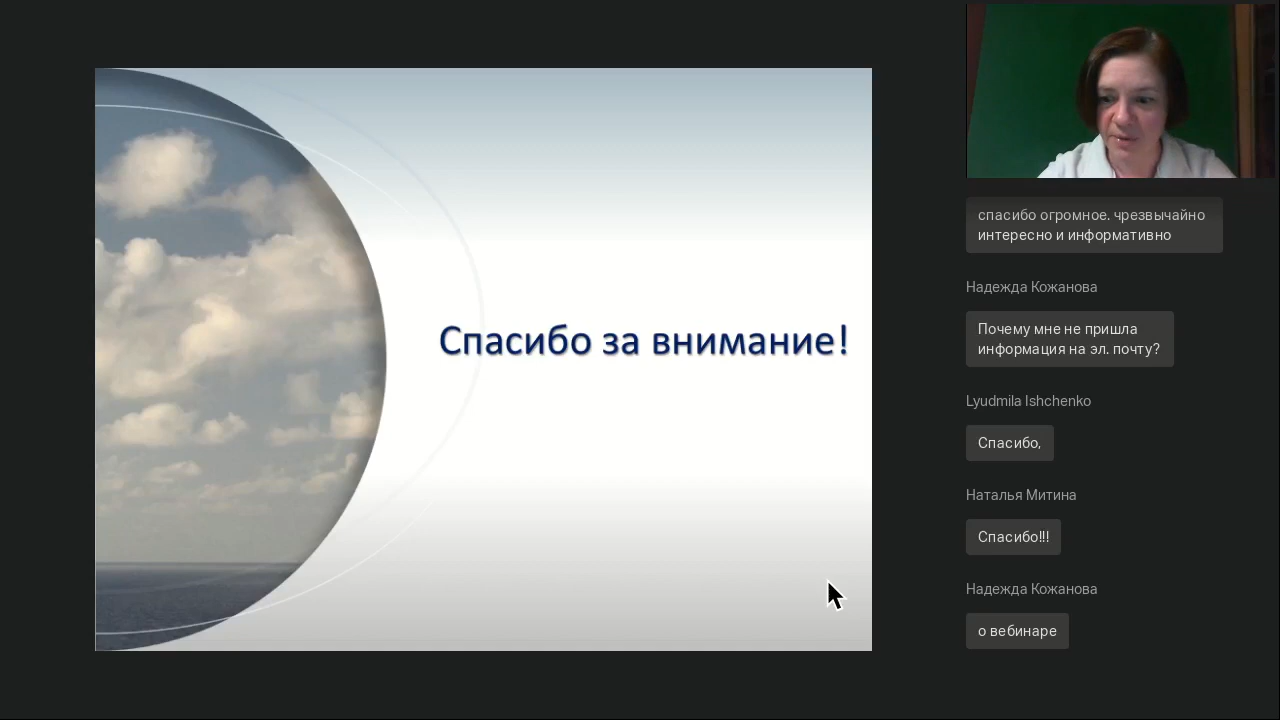 Спасибо за внимание!
спасибо огромное. чрезвычайно
интересно и информативно
Надежда Кожанова
Почему мне не пришла
информация на эл. почту?
Lyudmila Ishchenko
Спасибо,
Наталья Митина
Спасибо!!!
Надежда Кожанова
о вебинаре